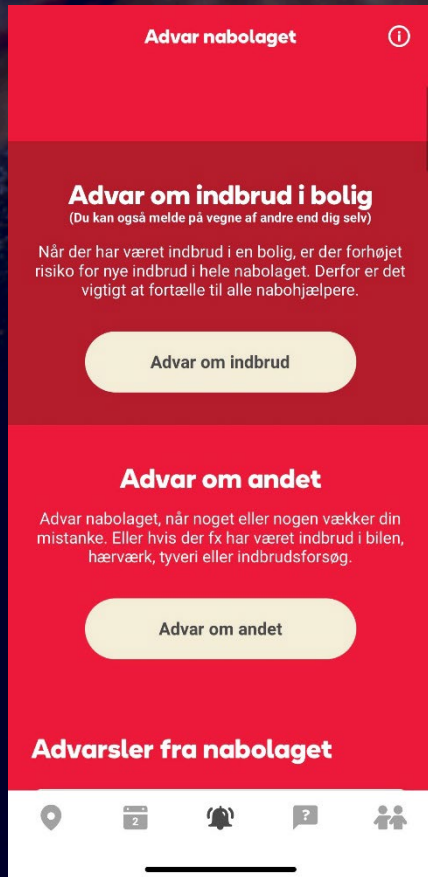 Advar nabolaget
Advar om indbrud i bolig
(Du kan også melde på vegne af andre end dig selv)
Når der har været indbrud i en bolig, er der forhøjet
risiko for nye indbrud i hele nabolaget. Derfor er det
vigtigt at fortælle til alle nabohjælpere.
Advar om indbrud
Advar om andet
Advar nabolaget, når noget eller nogen vækker din
mistanke. Eller hvis der fx har været indbrud i bilen,
hærværk, tyveri eller indbrudsforsøg.
Advar om andet
Advarsler fra nabolaget
2
?